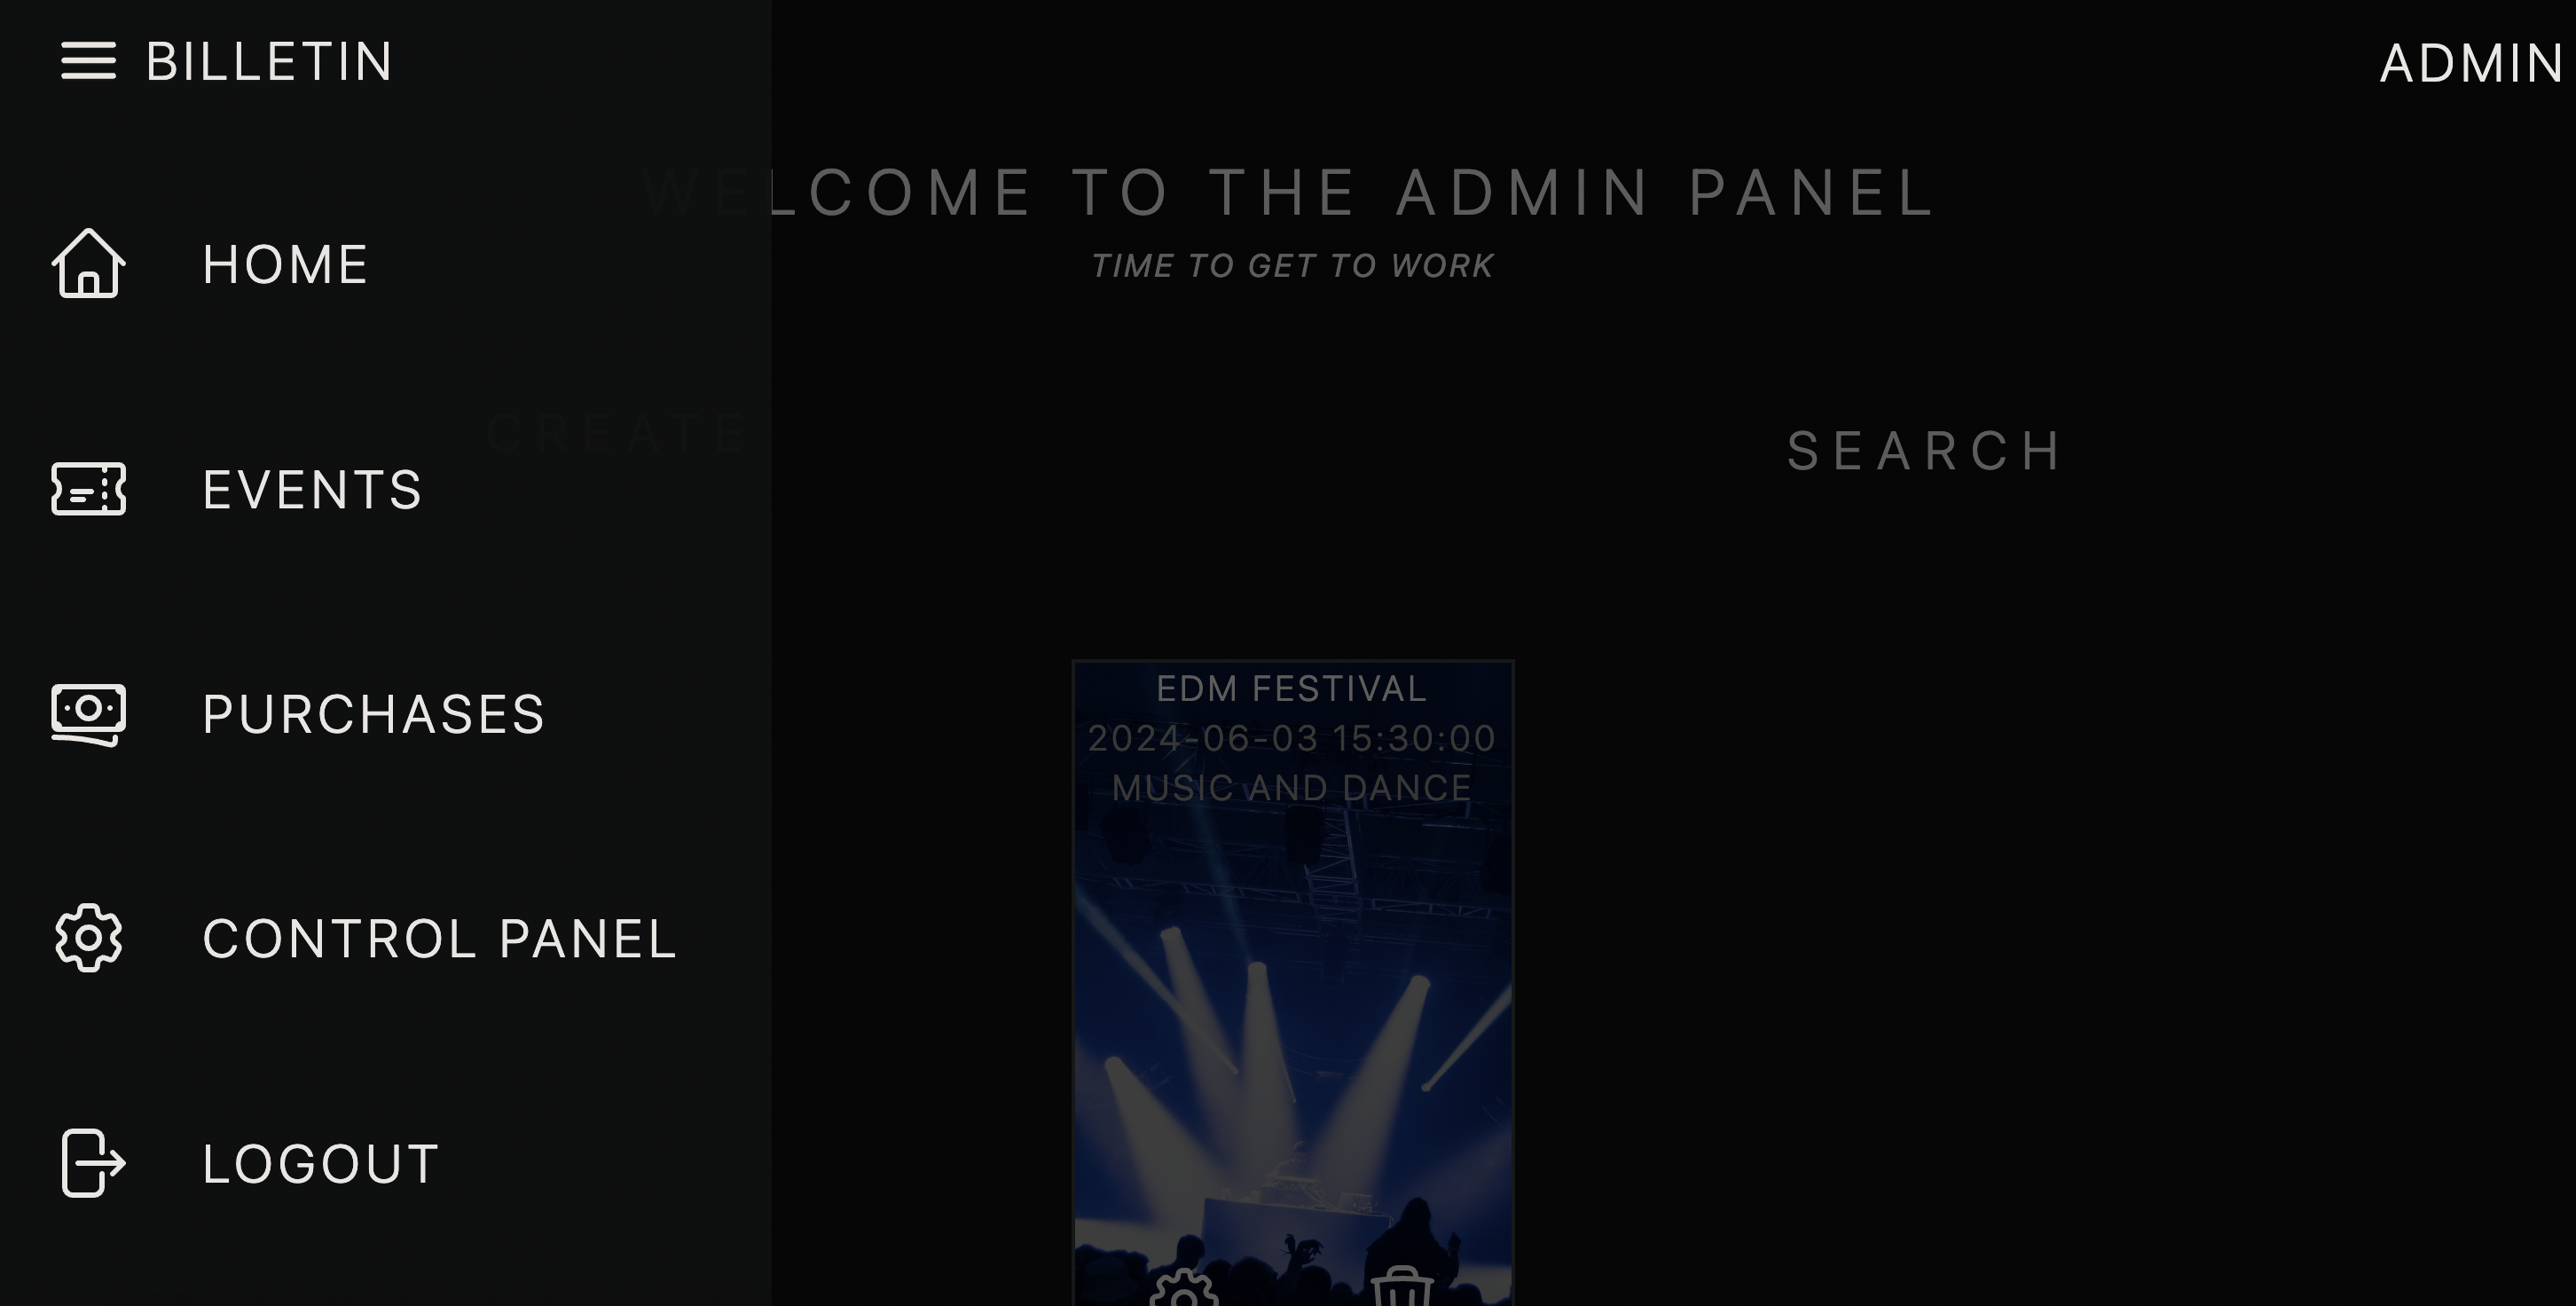 BILLETIN
ADMIN
HOME
EVENTS
PURCHASES
CONTROL PANEL
LOGOUT
WELCOME TO THE ADMIN PANEL
TIME TO GET TO WORK
CREATE
SEARCH
EDM FESTIVAL
2024-06-03 15:30:00
MUSIC AND DANCE